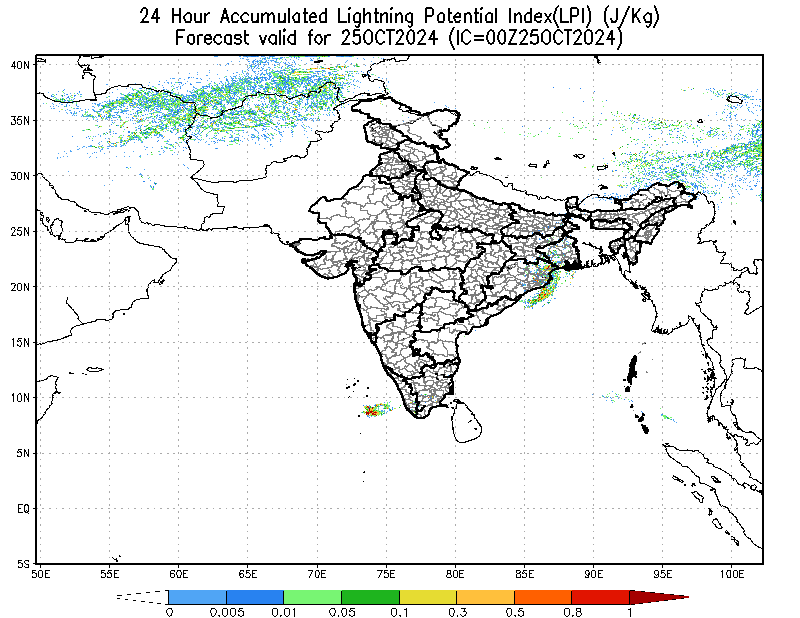 24 Hour Accumulated Lightning Potential Index(LPI) (J/Kg)
Forecast valid for 25OCT2024 (IC=00Z25OCT2024)
40N
35N
30N
25N
20N
15N
10N
5N
EQ
5S
50E 55E 60E 65E 70E 75E 80E 85E 90E 95E 100E
0 0.005 0.01 0.05 0.1 0.3 0.5 0.8 1